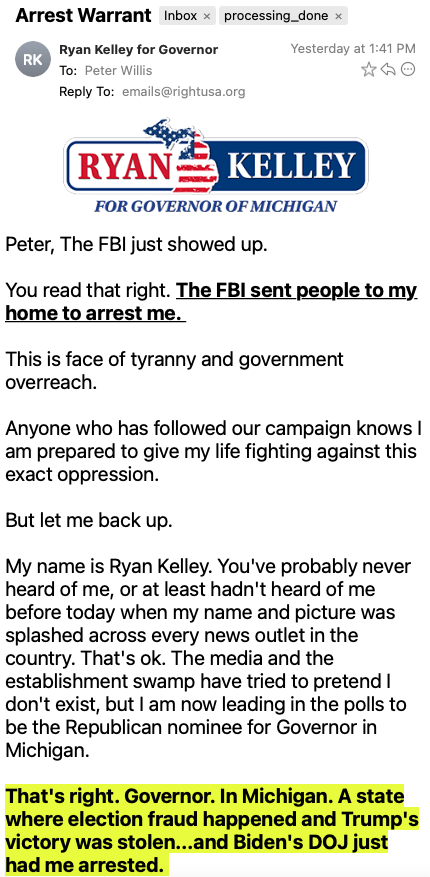 Arrest Warrant Inbox × processing_done ×
RK
Ryan Kelley for Governor Yesterday at 1:41 PM
To: Peter Willis
Reply To: emails@rightusa.org
RYAN KELLEY
FOR GOVERNOR OF MICHIGAN
Peter, The FBI just showed up.
You read that right. The FBI sent people to my
home to arrest me.
This is face of tyranny and government
overreach.
Anyone who has followed our campaign knows I
am prepared to give my life fighting against this
exact oppression.
But let me back up.
My name is Ryan Kelley. You've probably never
heard of me, or at least hadn't heard of me
before today when my name and picture was
splashed across every news outlet in the
country. That's ok. The media and the
establishment swamp have tried to pretend I
don't exist, but I am now leading in the polls to
be the Republican nominee for Governor in
Michigan.
That's right. Governor. In Michigan. A state
where election fraud happened and Trump's
victory was stolen...and Biden's DOJ just
had me arrested.